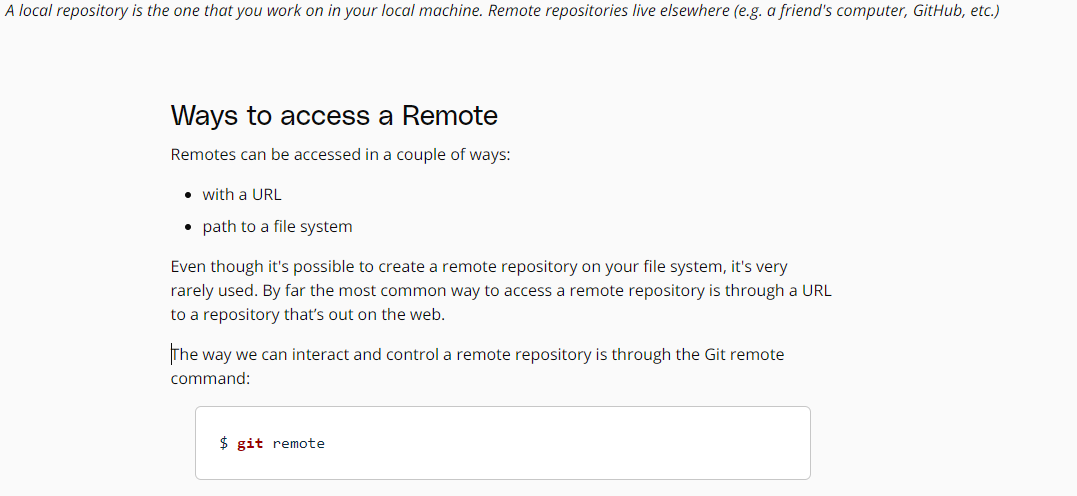 A local repository is the one that you work on in your local machine. Remote repositories live elsewhere (e.g. a friend's computer, GitHub, etc.)
Ways to access a Remote
Remotes can be accessed in a couple of ways:
• with a URL
• path to a file system
Even though it's possible to create a remote repository on your file system, it's very
rarely used. By far the most common way to access a remote repository is through a URL
to a repository that’s out on the web.
The way we can interact and control a remote repository is through the Git remote
command:
$ git remote